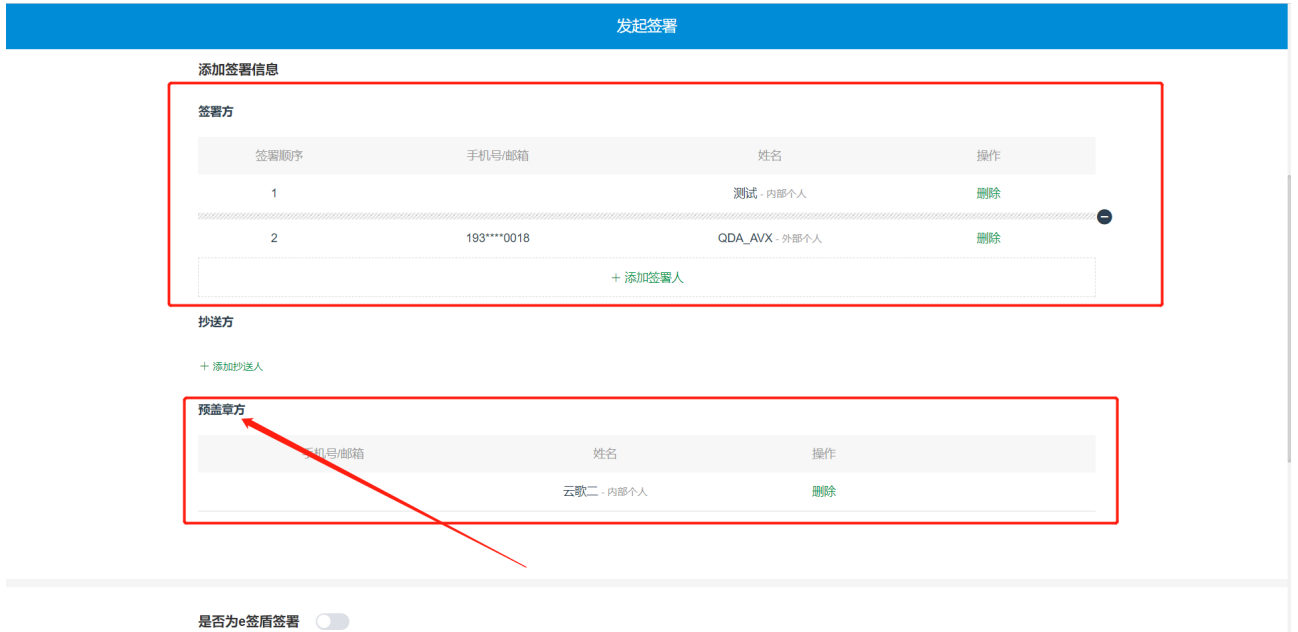 发起签署
添加签署信息
签署方
签署顺序 手机号/邮箱 姓名 操作
1 测试 - 内部个人 删除
2 193****0018 QDA_AVX - 外部个人 删除
+ 添加签署人
抄送方
+ 添加抄送人
预盖章方
手机号/邮箱 姓名 操作
云歌二 - 内部个人 删除
是否为e签盾签署